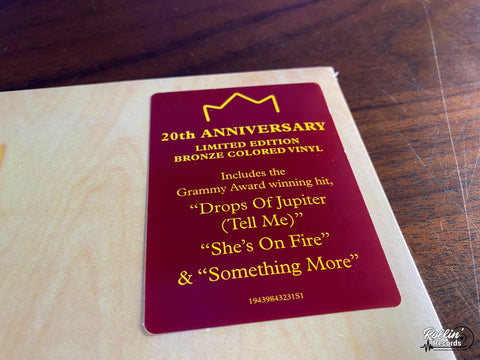 20th ANNIVERSARY
LIMITED EDITION
BRONZE COLORED VINYL
Includes the
Grammy Award winning hit,
“Drops Of Jupiter
(Tell Me)”
“She's On Fire”
& “Something More”
19439843231S1
Rollin'
Records